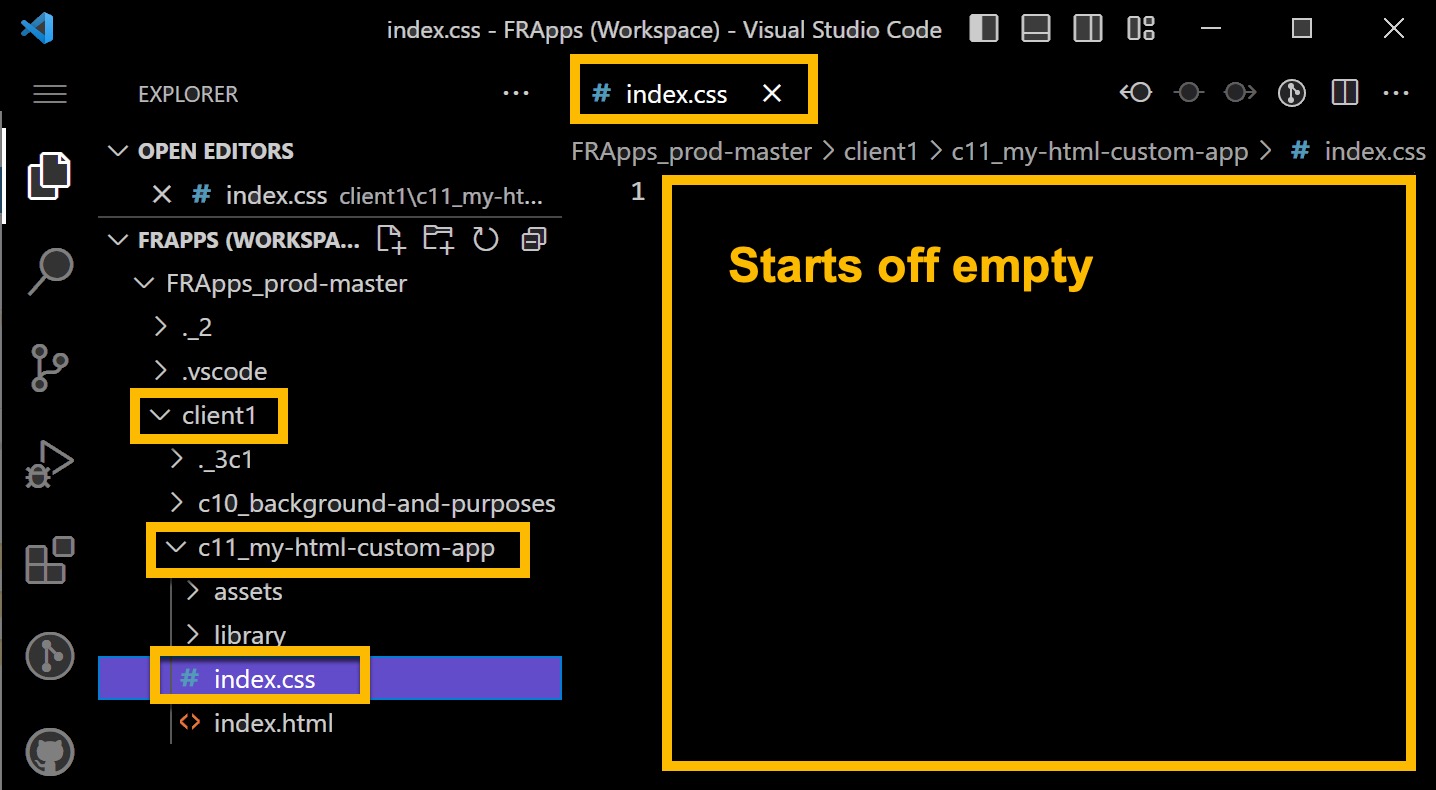 index.css - FRApps (Workspace) - Visual Studio Code
EXPLORER
# index.css
OPEN EDITORS
# index.css client1\c11_my-ht...
FRAPPS (WORKSPA...
FRApps_prod-master
._2
.vscode
client1
._3c1
c10_background-and-purposes
c11_my-html-custom-app
assets
library
# index.css
<> index.html
FRApps_prod-master > client1 > c11_my-html-custom-app > # index.css
1
Starts off empty